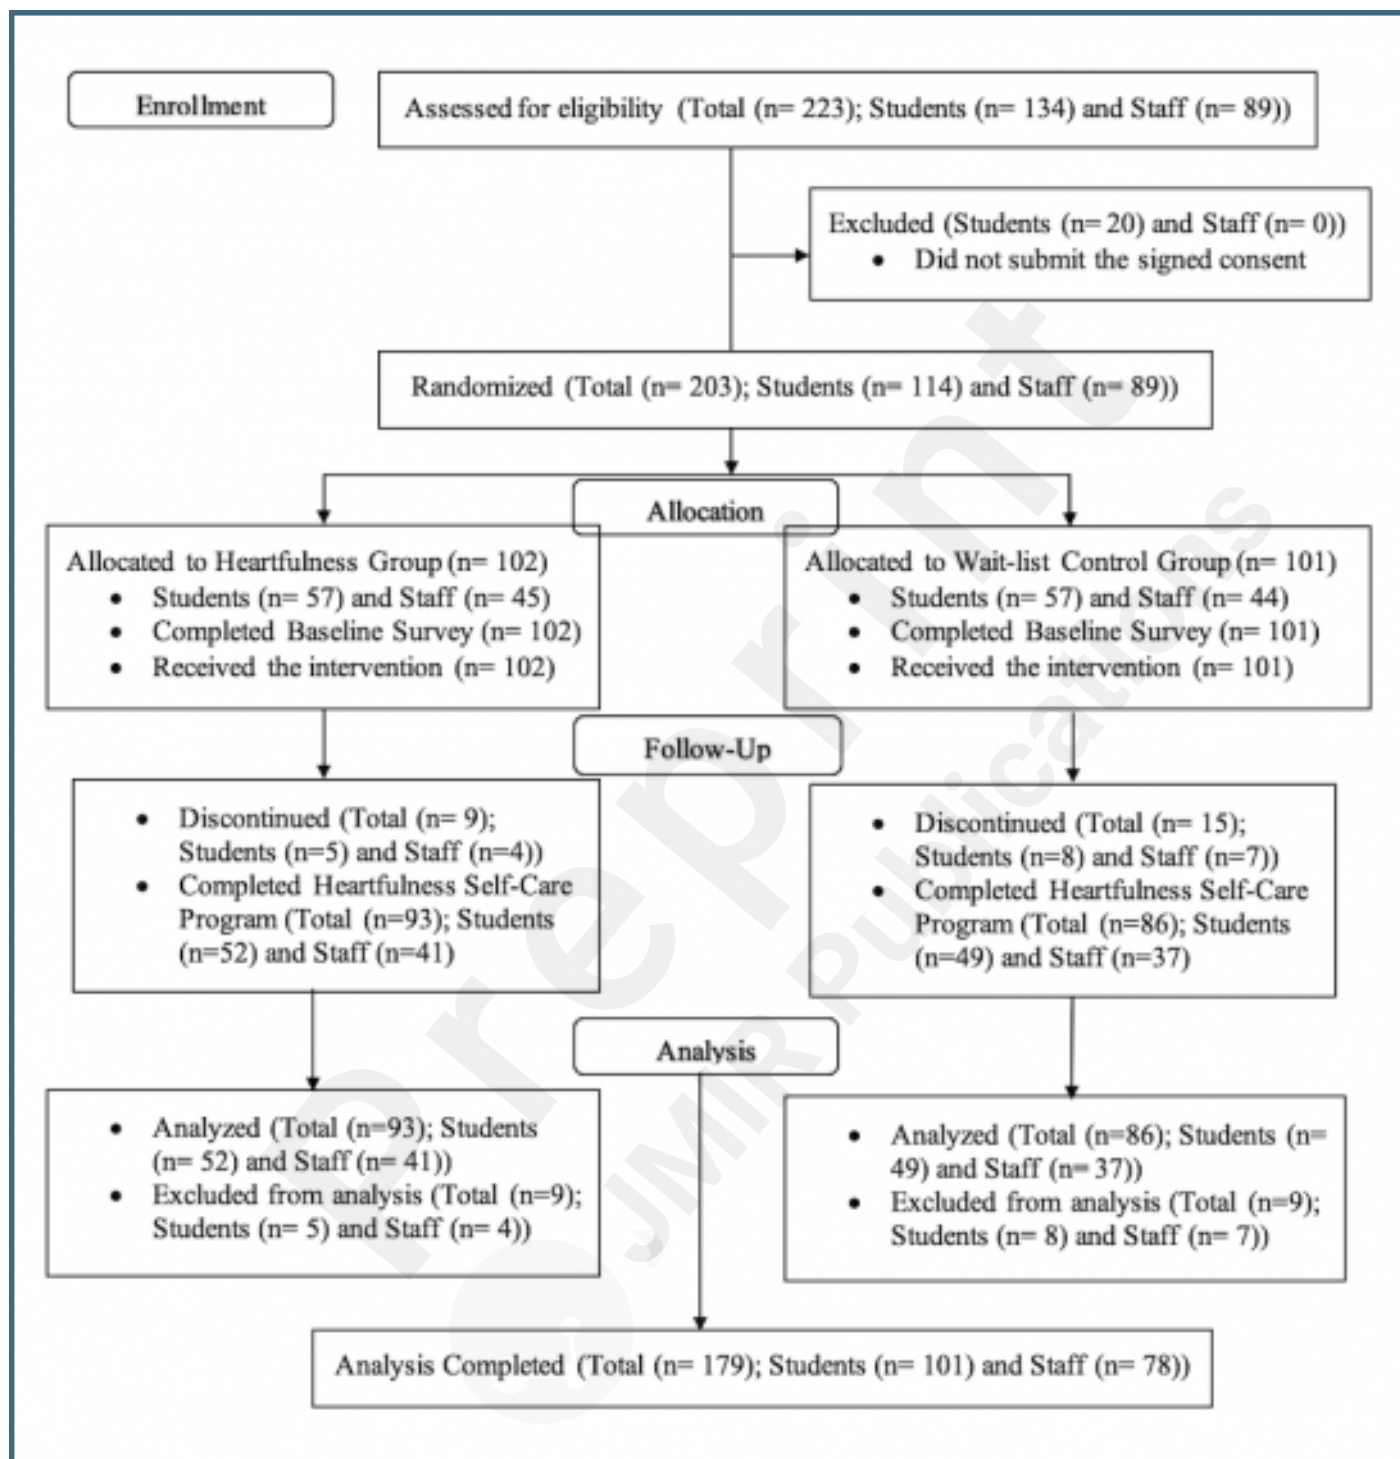 Enrollment
Assessed for eligibility (Total (n= 223); Students (n= 134) and Staff (n= 89))
Excluded (Students (n= 20) and Staff (n= 0))
• Did not submit the signed consent
Randomized (Total (n= 203); Students (n= 114) and Staff (n= 89))
Allocation
Allocated to Heartfulness Group (n= 102)
• Students (n= 57) and Staff (n= 45)
• Completed Baseline Survey (n= 102)
• Received the intervention (n= 102)
Allocated to Wait-list Control Group (n= 101)
• Students (n= 57) and Staff (n= 44)
• Completed Baseline Survey (n= 101)
• Received the intervention (n= 101)
Follow-Up
• Discontinued (Total (n= 9);
Students (n=5) and Staff (n=4))
• Completed Heartfulness Self-Care
Program (Total (n=93); Students
(n=52) and Staff (n=41)
• Discontinued (Total (n= 15);
Students (n=8) and Staff (n=7))
• Completed Heartfulness Self-Care
Program (Total (n=86); Students
(n=49) and Staff (n=37)
Analysis
• Analyzed (Total (n=93); Students
(n= 52) and Staff (n= 41))
• Excluded from analysis (Total (n=9);
Students (n= 5) and Staff (n= 4))
• Analyzed (Total (n=86); Students (n=
49) and Staff (n= 37))
• Excluded from analysis (Total (n=9);
Students (n= 8) and Staff (n= 7))
Analysis Completed (Total (n= 179); Students (n= 101) and Staff (n= 78))
Preprint
JMIR Publications